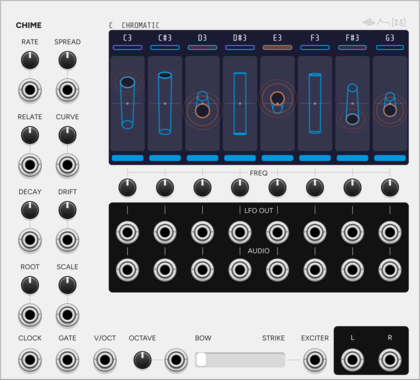 CHIME
C CHROMATIC
RATE SPREAD
C3 C#3 D3 D#3 E3 F3 F#3 G3
RELATE CURVE
FREQ
DECAY DRIFT
LFO OUT
AUDIO
ROOT SCALE
CLOCK GATE V/OCT OCTAVE BOW STRIKE EXCITER L R